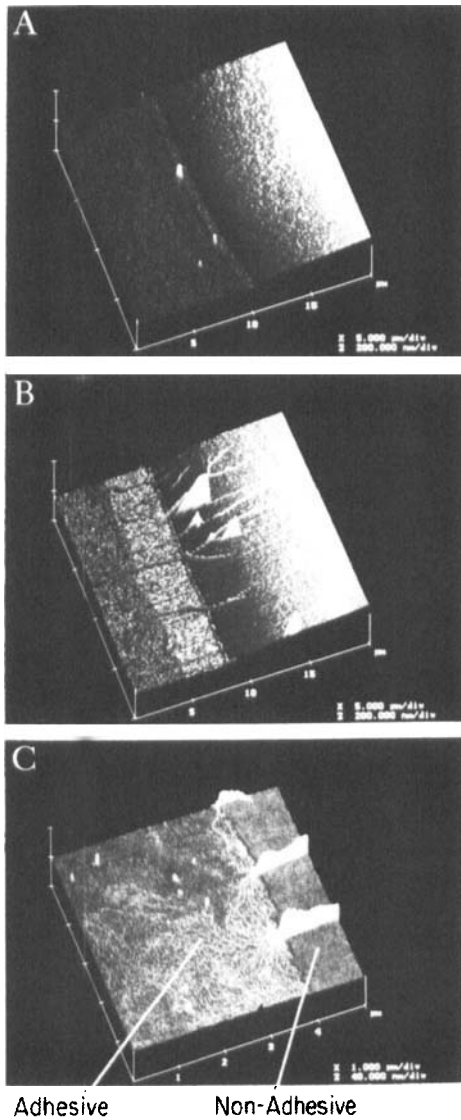 A
5
10
15
µm
X 5.000 µm/div
Z 200.000 nm/div
B
5
10
15
µm
X 5.000 µm/div
Z 200.000 nm/div
C
1
2
3
4
µm
X 1.000 µm/div
Z 40.000 nm/div
Adhesive Non-Adhesive